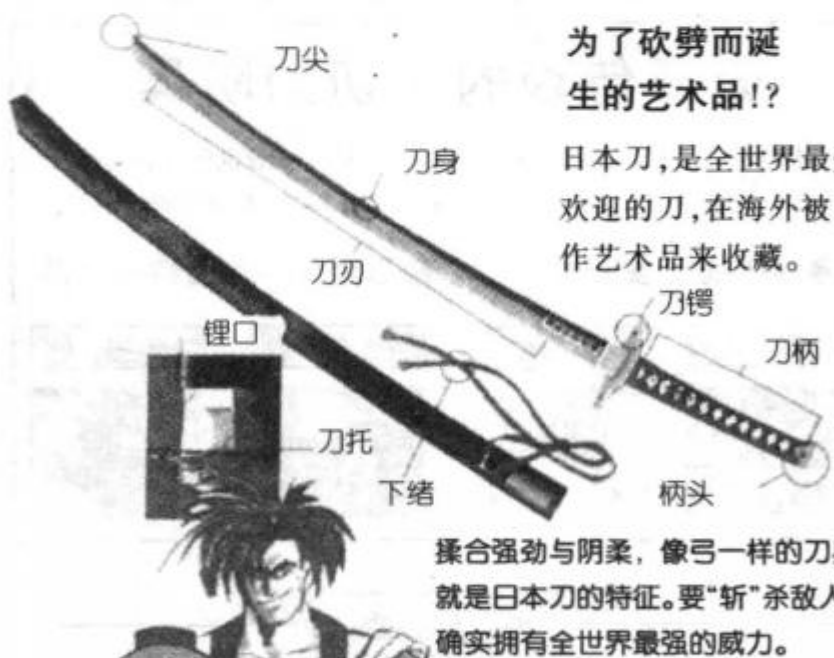 刀尖
为了砍劈而诞
生的艺术品!?
刀身
日本刀,是全世界最
欢迎的刀,在海外被
作艺术品来收藏。
刀刃
刀锷
锂口
刀柄
刀托
下绪
柄头
揉合强劲与阴柔，像弓一样的刀
就是日本刀的特征。要“斩”杀敌人
确实拥有全世界最强的威力。